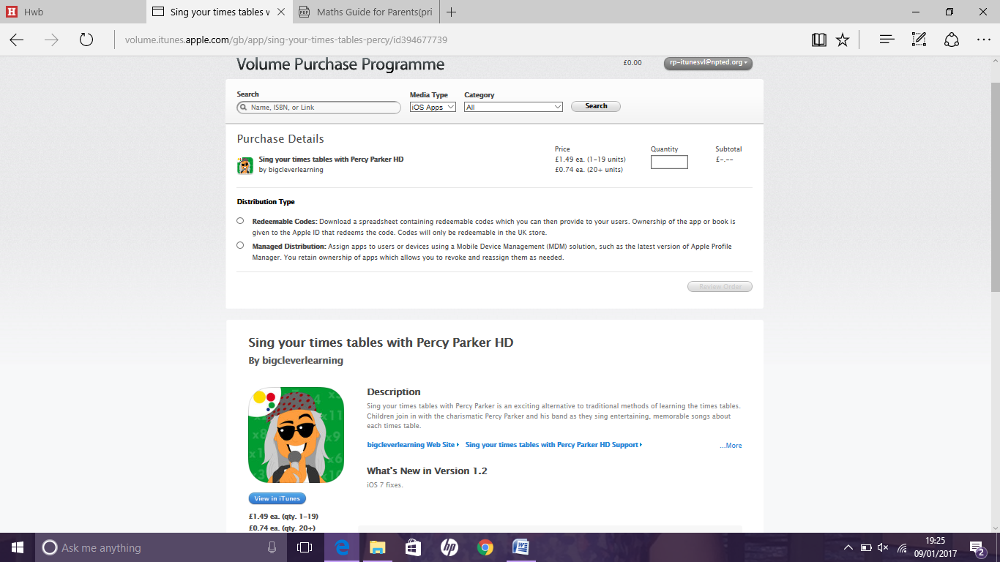 Hwb
Sing your times tables w
Maths Guide for Parents(pri
volume.itunes.apple.com/gb/app/sing-your-times-tables-percy/id394677739
Volume Purchase Programme
£0.00
rp-itunesvl@npted.org
Search
Media Type
Category
Name, ISBN, or Link
iOS Apps
All
Search
Purchase Details
Price
Quantity
Subtotal
Sing your times tables with Percy Parker HD
£1.49 ea. (1-19 units)
£-.--
by bigcleverlearning
£0.74 ea. (20+ units)
Distribution Type
Redeemable Codes: Download a spreadsheet containing redeemable codes which you can then provide to your users. Ownership of the app or book is
given to the Apple ID that redeems the code. Codes will only be redeemable in the UK store.
Managed Distribution: Assign apps to users or devices using a Mobile Device Management (MDM) solution, such as the latest version of Apple Profile
Manager. You retain ownership of apps which allows you to revoke and reassign them as needed.
Review Order
Sing your times tables with Percy Parker HD
By bigcleverlearning
Description
Sing your times tables with Percy Parker is an exciting alternative to traditional methods of learning the times tables.
Children join in with the charismatic Percy Parker and his band as they sing entertaining, memorable songs about
each times table.
bigcleverlearning Web Site
Sing your times tables with Percy Parker HD Support
...More
What's New in Version 1.2
iOS 7 fixes.
View in iTunes
£1.49 ea. (qty. 1-19)
£0.74 ea. (qty. 20+)
Ask me anything
19:25
09/01/2017
2